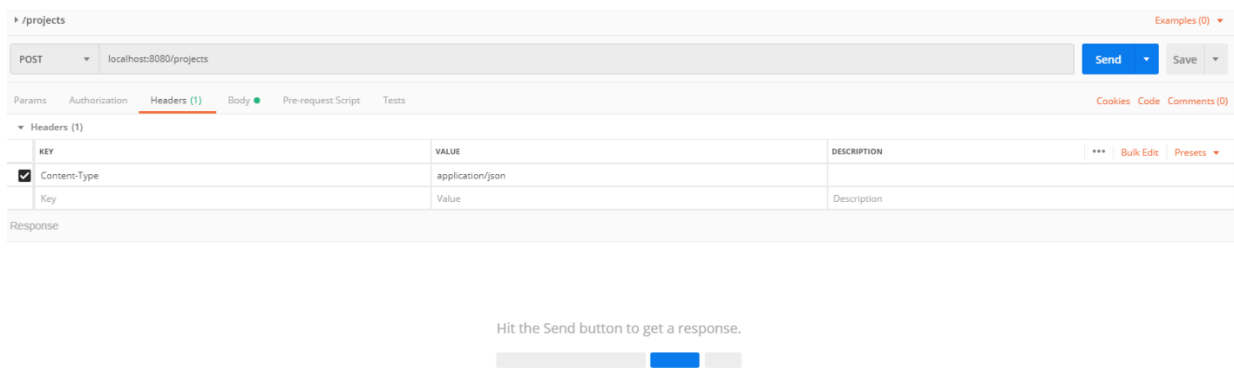 /projects Examples (0)
POST localhost:8080/projects Send Save
Params Authorization Headers (1) Body Pre-request Script Tests Cookies Code Comments (0)
Headers (1)
KEY VALUE DESCRIPTION ••• Bulk Edit Presets
Content-Type application/json
Key Value Description
Response
Hit the Send button to get a response.